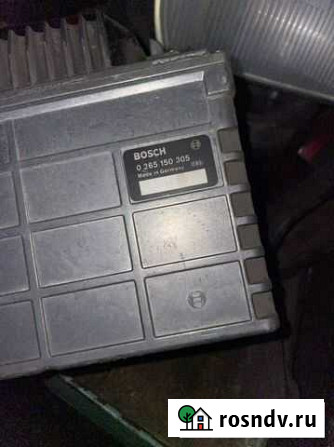 BOSCH
0 265 150 305
Made in Germany
rosndv.ru